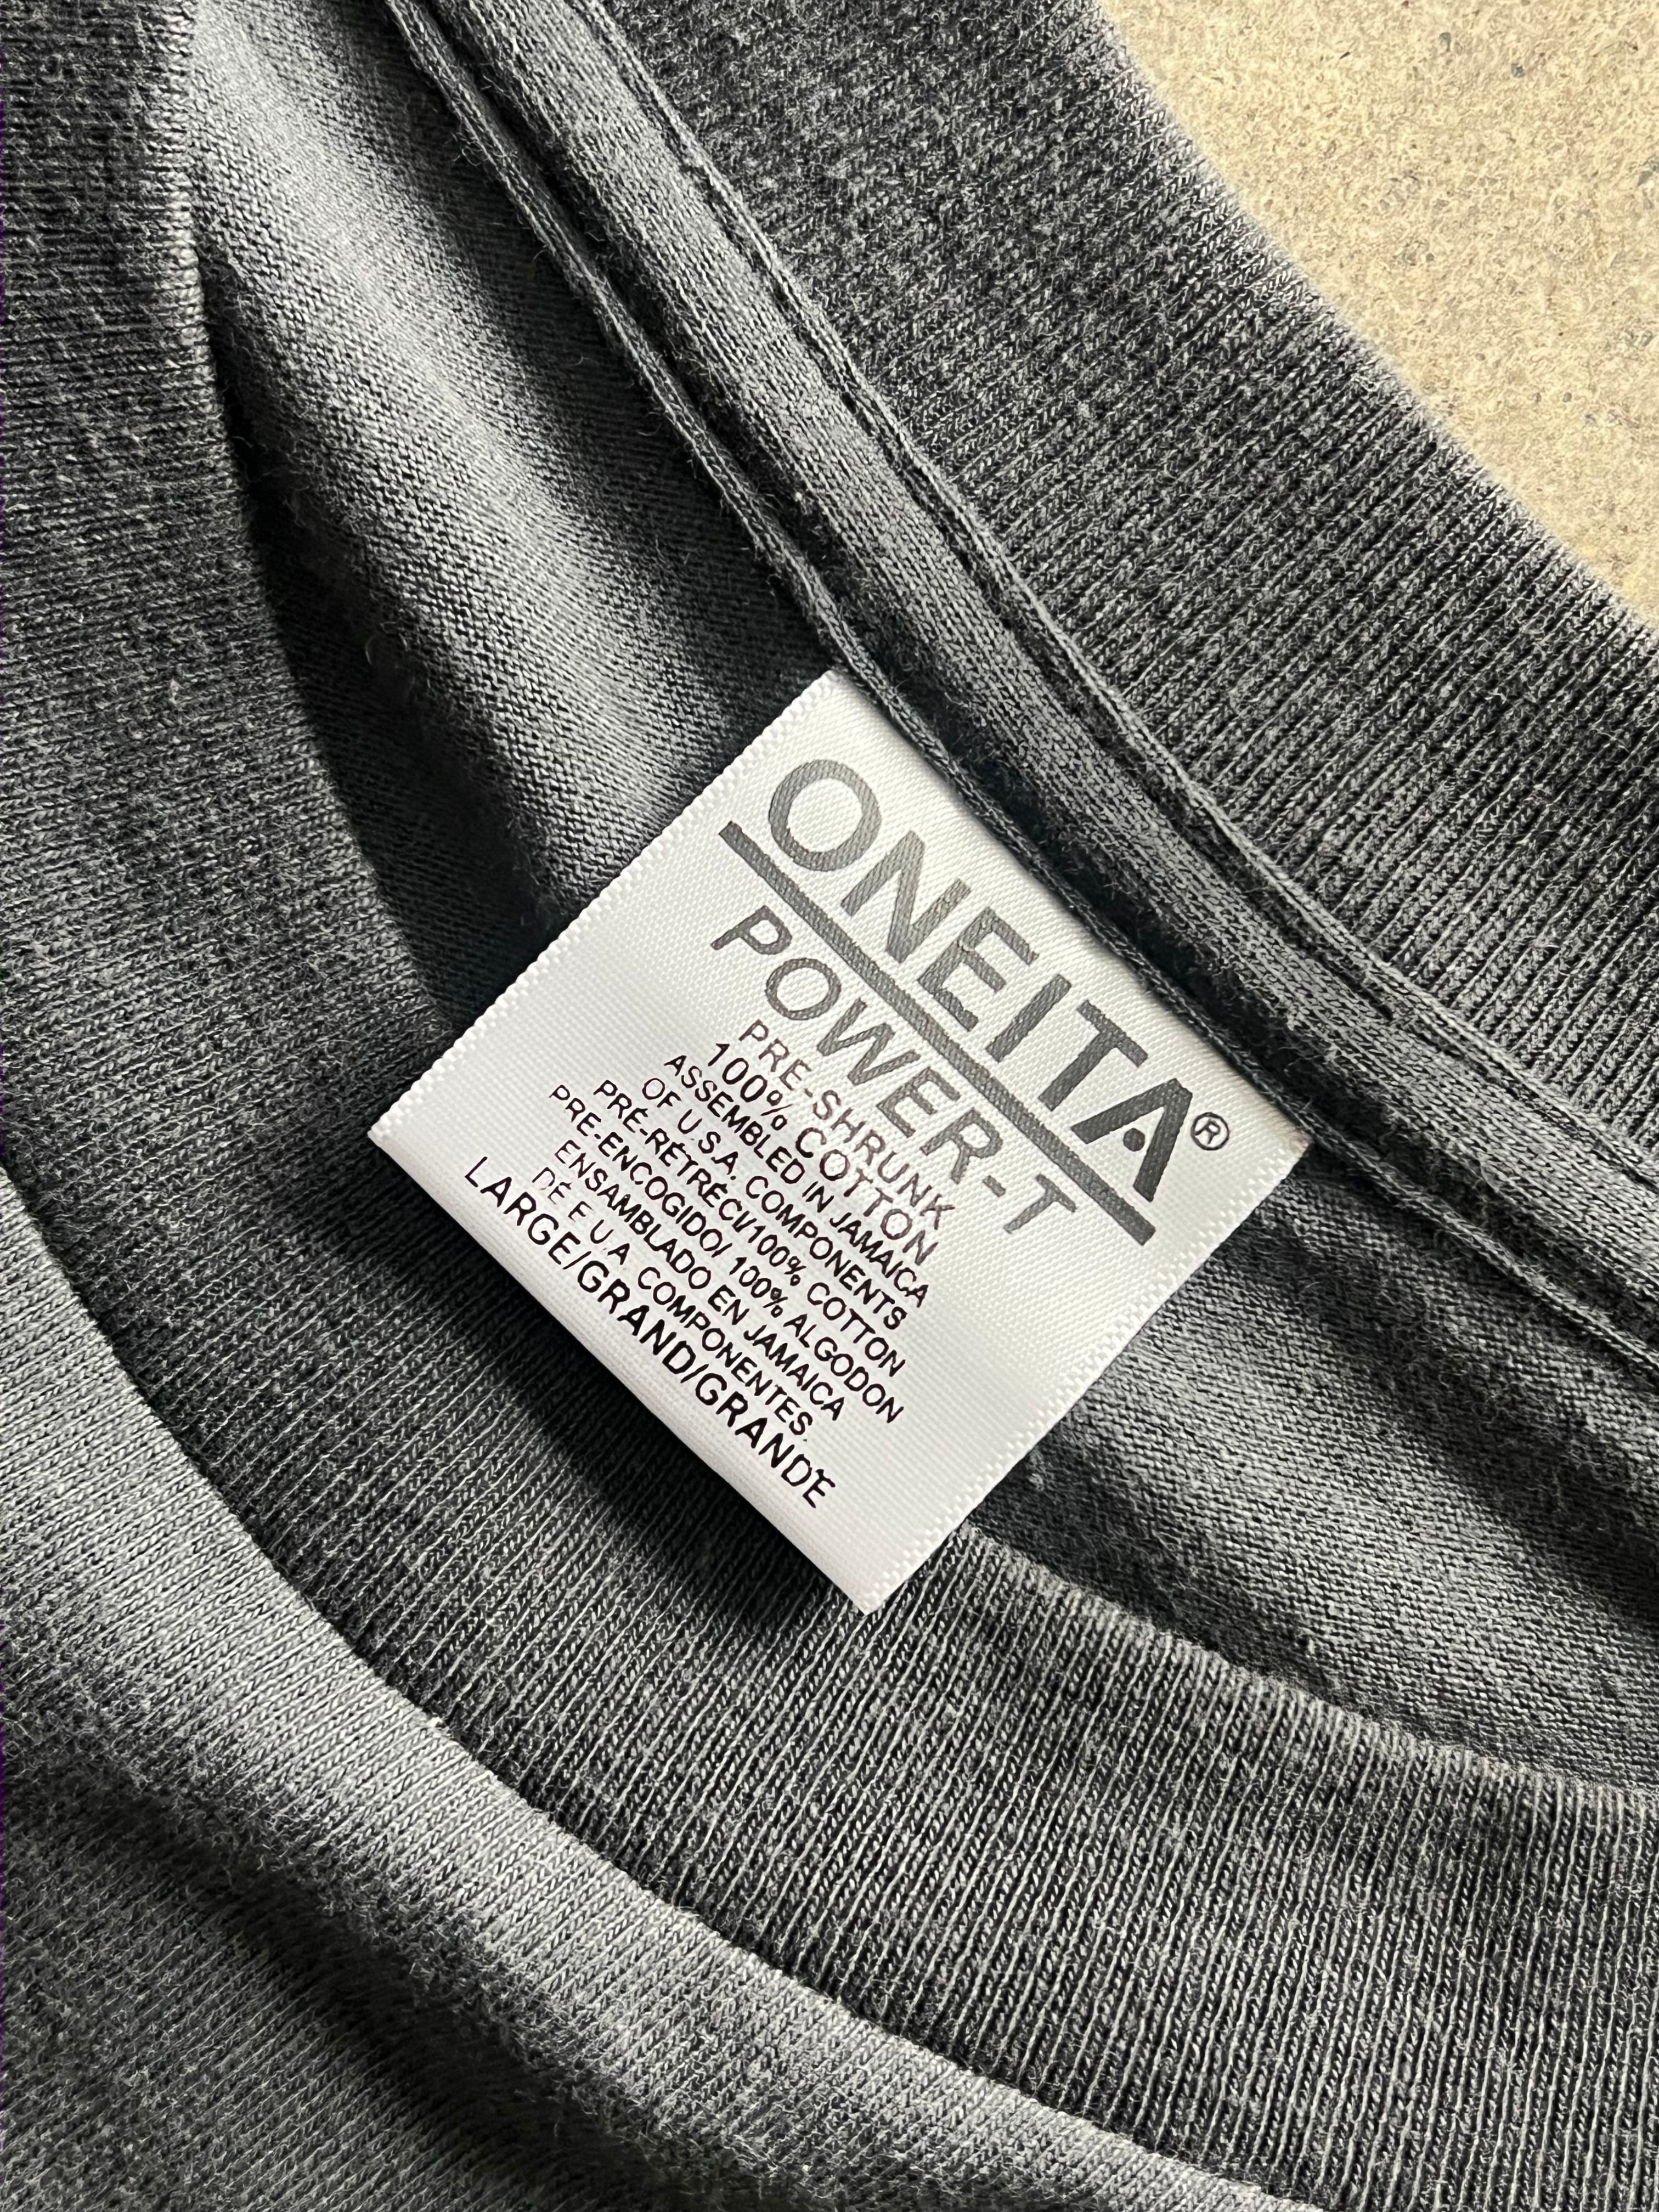 ONEITA®
POWER-T
PRE-SHRUNK
100% COTTON
ASSEMBLED IN JAMAICA
OF U.S.A. COMPONENTS
PRÉ-RÉTRÉCI/100% COTTON
PRE-ENCOGIDO/ 100% ALGODON
ENSAMBLADO EN JAMAICA
DE E U.A. COMPONENTES.
LARGE/GRAND/GRANDE